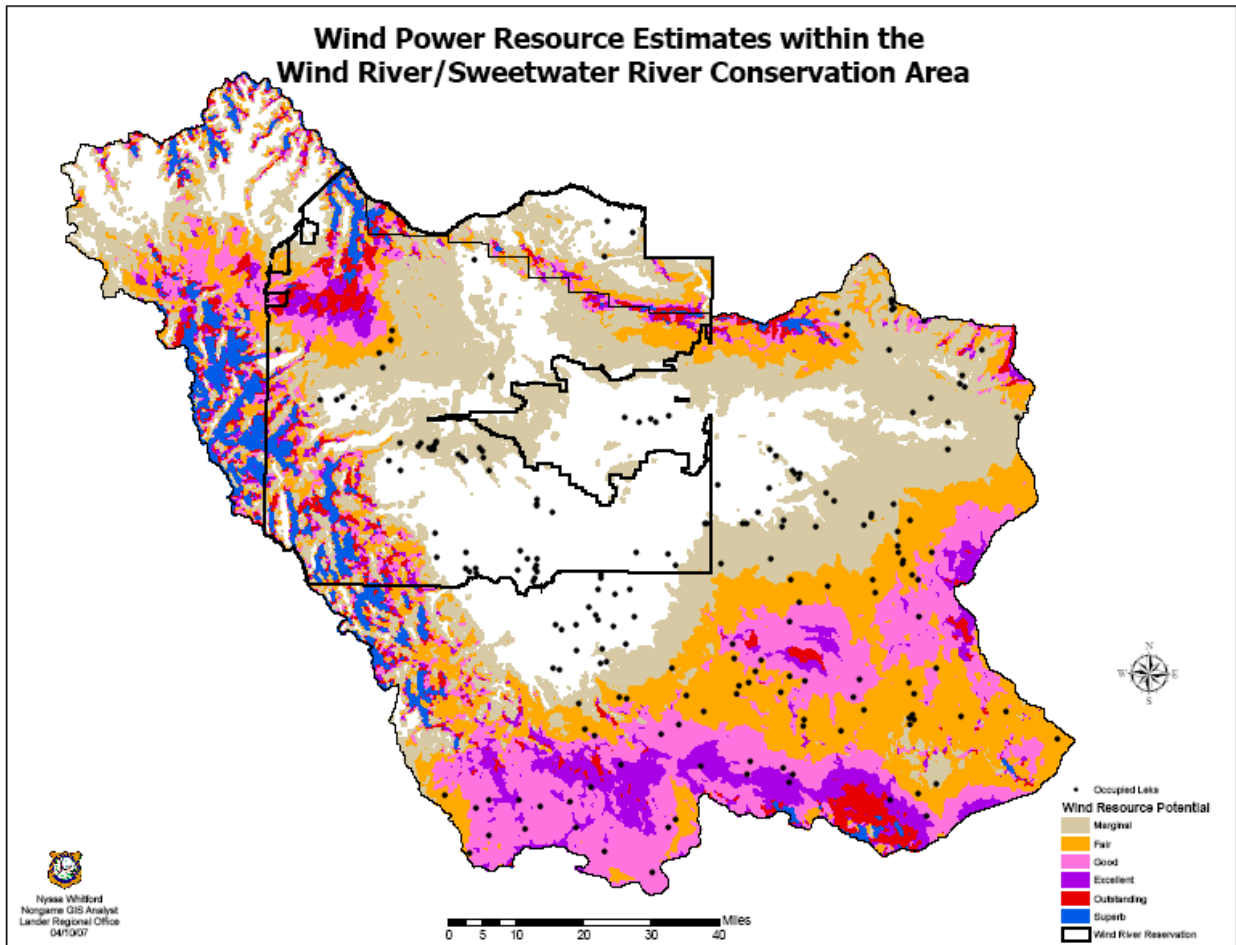 Wind Power Resource Estimates within the
Wind River/Sweetwater River Conservation Area
N
W E
S
Occupied Leks
Wind Resource Potential
Marginal
Fair
Good
Excellent
Outstanding
Superb
Wind River Reservation
Nyssa Whitford
Nongame GIS Analyst
Lander Regional Office
04/10/07
Miles
0 5 10 20 30 40